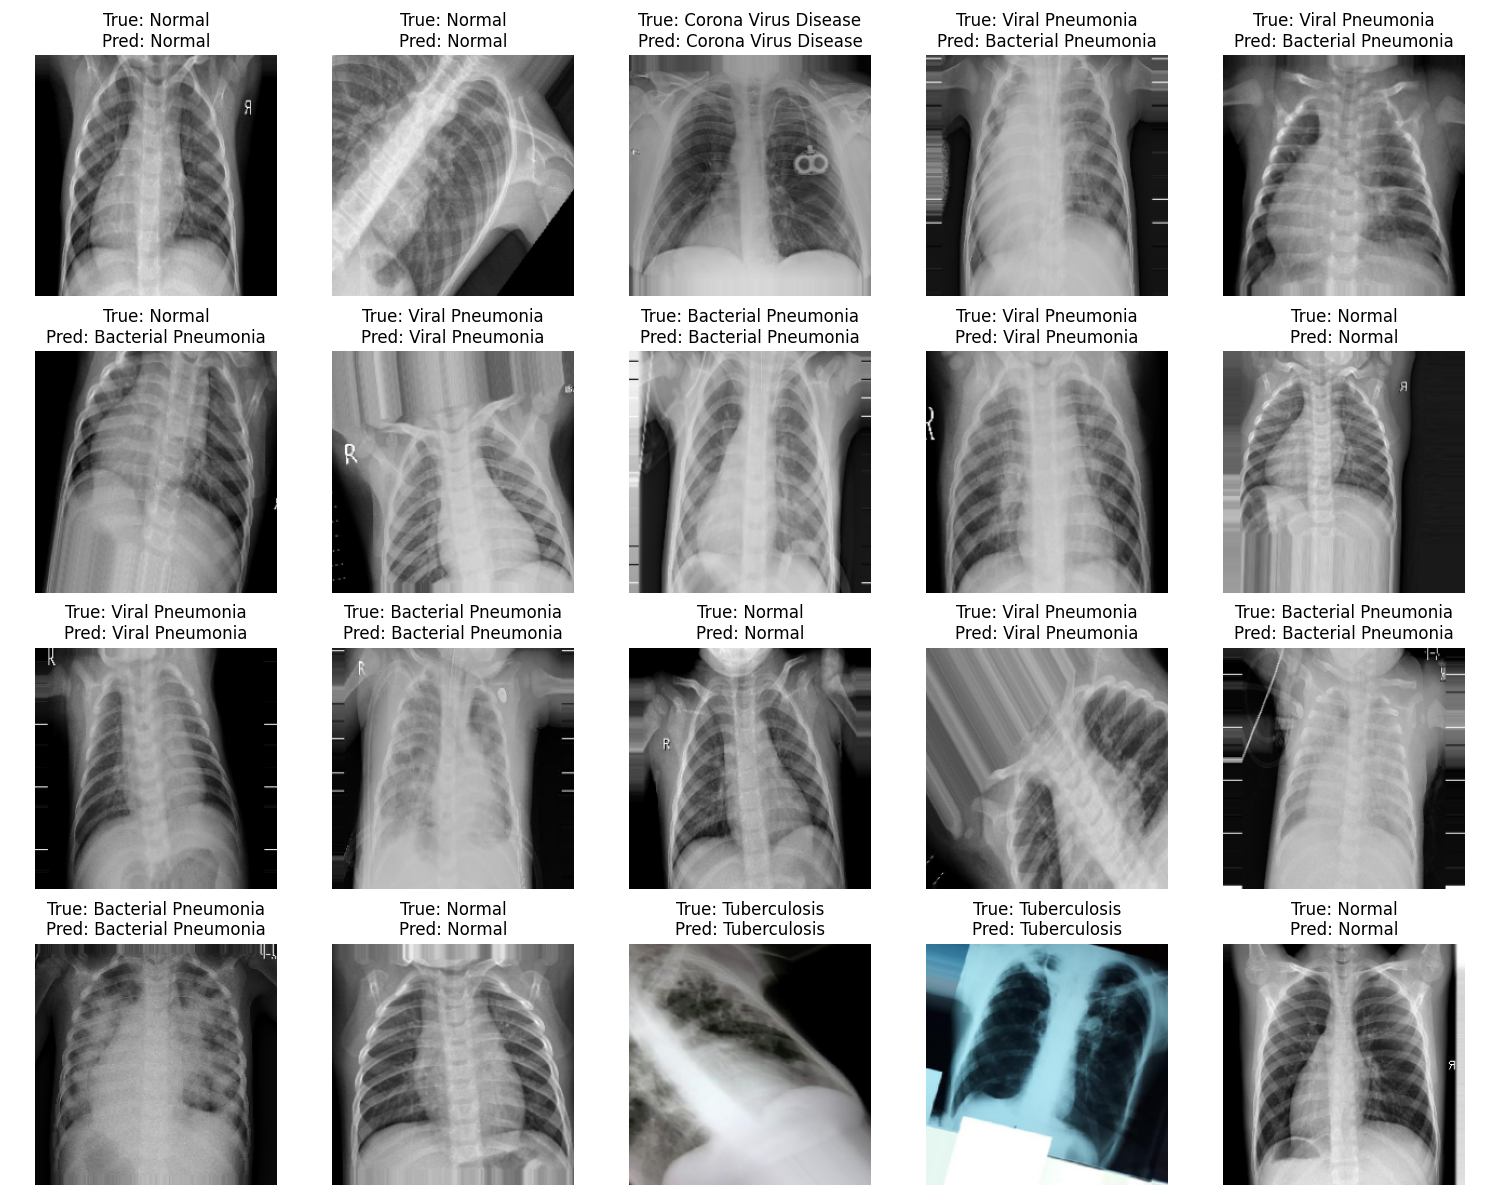 True: Normal
Pred: Normal
True: Normal
Pred: Normal
True: Corona Virus Disease
Pred: Corona Virus Disease
True: Viral Pneumonia
Pred: Bacterial Pneumonia
True: Viral Pneumonia
Pred: Bacterial Pneumonia
R
True: Normal
Pred: Bacterial Pneumonia
True: Viral Pneumonia
Pred: Viral Pneumonia
True: Bacterial Pneumonia
Pred: Bacterial Pneumonia
True: Viral Pneumonia
Pred: Viral Pneumonia
True: Normal
Pred: Normal
R
R
R
True: Viral Pneumonia
Pred: Viral Pneumonia
True: Bacterial Pneumonia
Pred: Bacterial Pneumonia
True: Normal
Pred: Normal
True: Viral Pneumonia
Pred: Viral Pneumonia
True: Bacterial Pneumonia
Pred: Bacterial Pneumonia
R
R
R
True: Bacterial Pneumonia
Pred: Bacterial Pneumonia
True: Normal
Pred: Normal
True: Tuberculosis
Pred: Tuberculosis
True: Tuberculosis
Pred: Tuberculosis
True: Normal
Pred: Normal
R